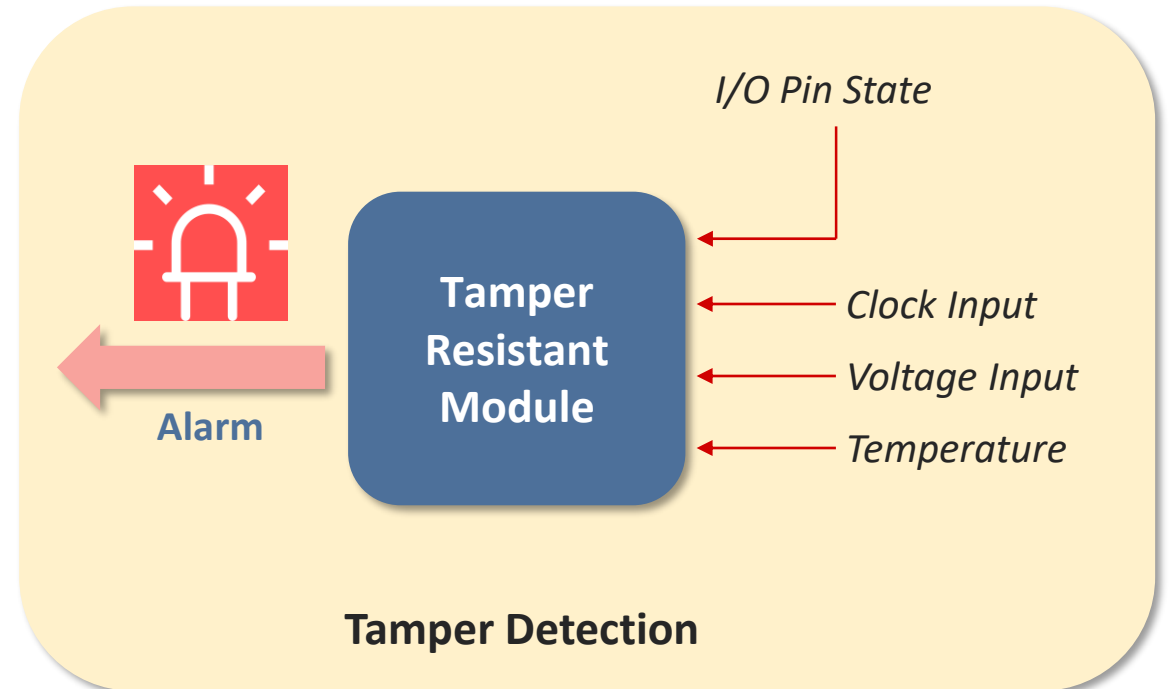 I/O Pin State
Tamper
Resistant
Module
Clock Input
Voltage Input
Temperature
Alarm
Tamper Detection